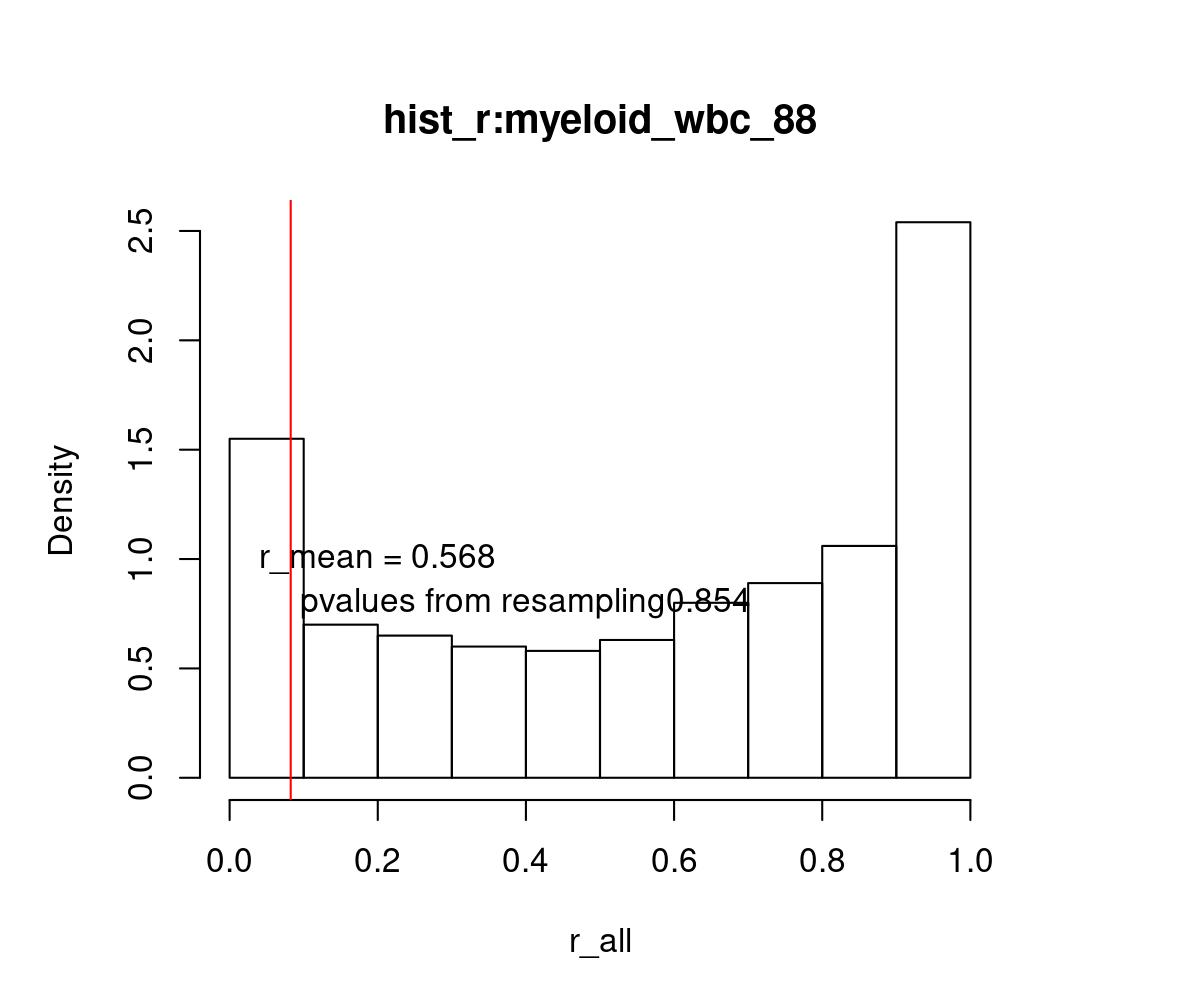 hist_r:myeloid_wbc_88
Density
2.5
2.0
1.5
1.0
0.5
0.0
r_mean = 0.568
pvalues from resampling0.854
0.0 0.2 0.4 0.6 0.8 1.0
r_all